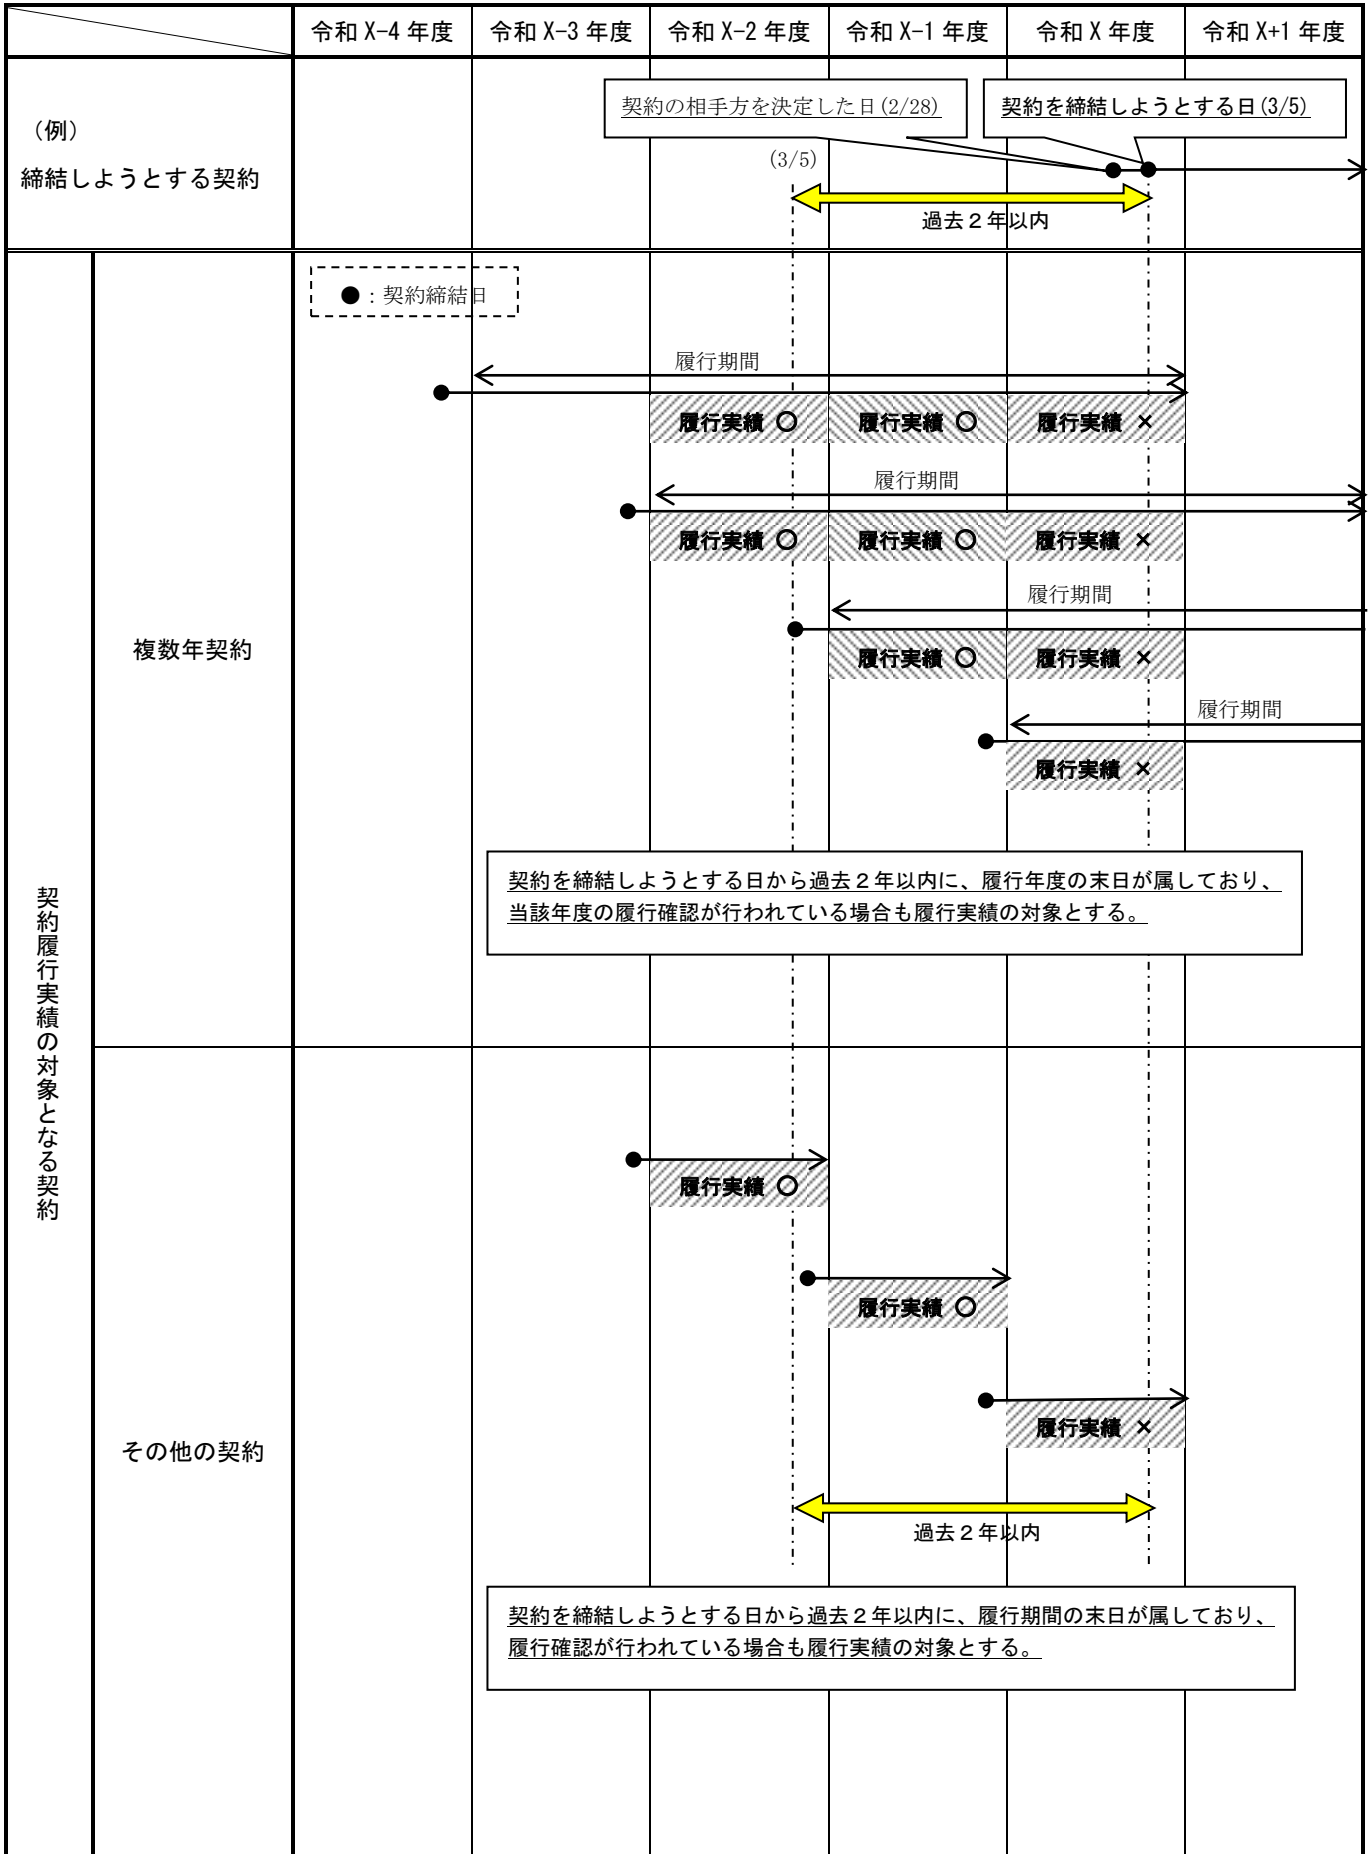 令和 X-4 年度
令和 X-3 年度
令和 X-2 年度
令和 X-1 年度
令和 X 年度
令和 X+1 年度
（例）
締結しようとする契約
契約の相手方を決定した日(2/28)
契約を締結しようとする日(3/5)
(3/5)
過去２年以内
契約履行実績の対象となる契約
複数年契約
●：契約締結日
履行期間
履行実績 〇
履行実績 〇
履行実績 ×
履行期間
履行実績 〇
履行実績 〇
履行実績 ×
履行期間
履行実績 〇
履行実績 ×
履行期間
履行実績 ×
契約を締結しようとする日から過去２年以内に、履行年度の末日が属しており、
当該年度の履行確認が行われている場合も履行実績の対象とする。
その他の契約
履行実績 〇
履行実績 〇
履行実績 ×
過去２年以内
契約を締結しようとする日から過去２年以内に、履行期間の末日が属しており、
履行確認が行われている場合も履行実績の対象とする。